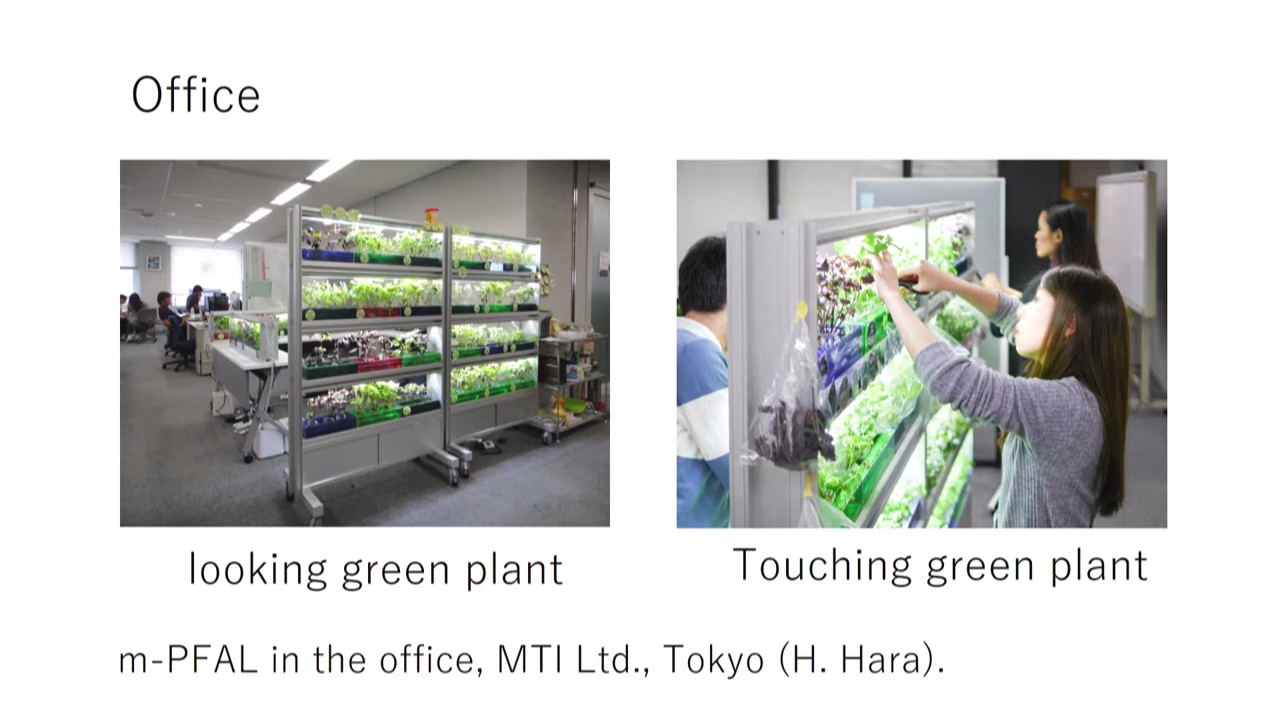 Office
looking green plant
Touching green plant
m-PFAL in the office, MTI Ltd., Tokyo (H. Hara).